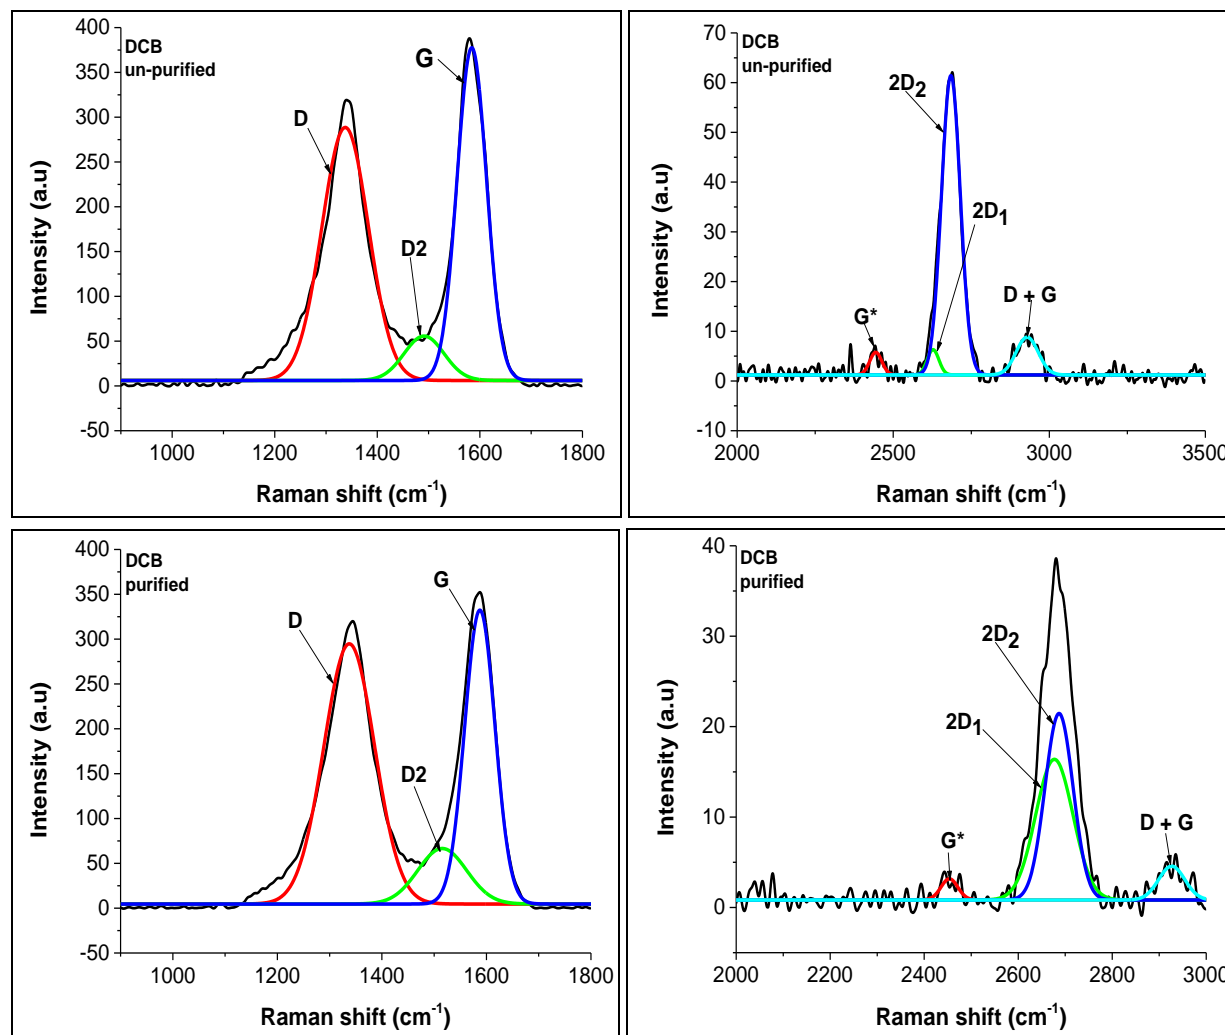 DCB
un-purified
400
350
300
250
200
150
100
50
0
-50
Intensity (a.u)
D
D2
G
1000
1200
1400
1600
1800
Raman shift (cm-1)
DCB
un-purified
70
60
50
40
30
20
10
0
-10
Intensity (a.u)
2D2
2D1
G*
D + G
2000
2500
3000
3500
Raman shift (cm-1)
DCB
purified
400
350
300
250
200
150
100
50
0
-50
Intensity (a.u)
G
D
D2
1000
1200
1400
1600
1800
Raman shift (cm-1)
DCB
purified
40
30
20
10
0
Intensity (a.u)
2D2
2D1
G*
D + G
2000
2200
2400
2600
2800
3000
Raman shift (cm-1)